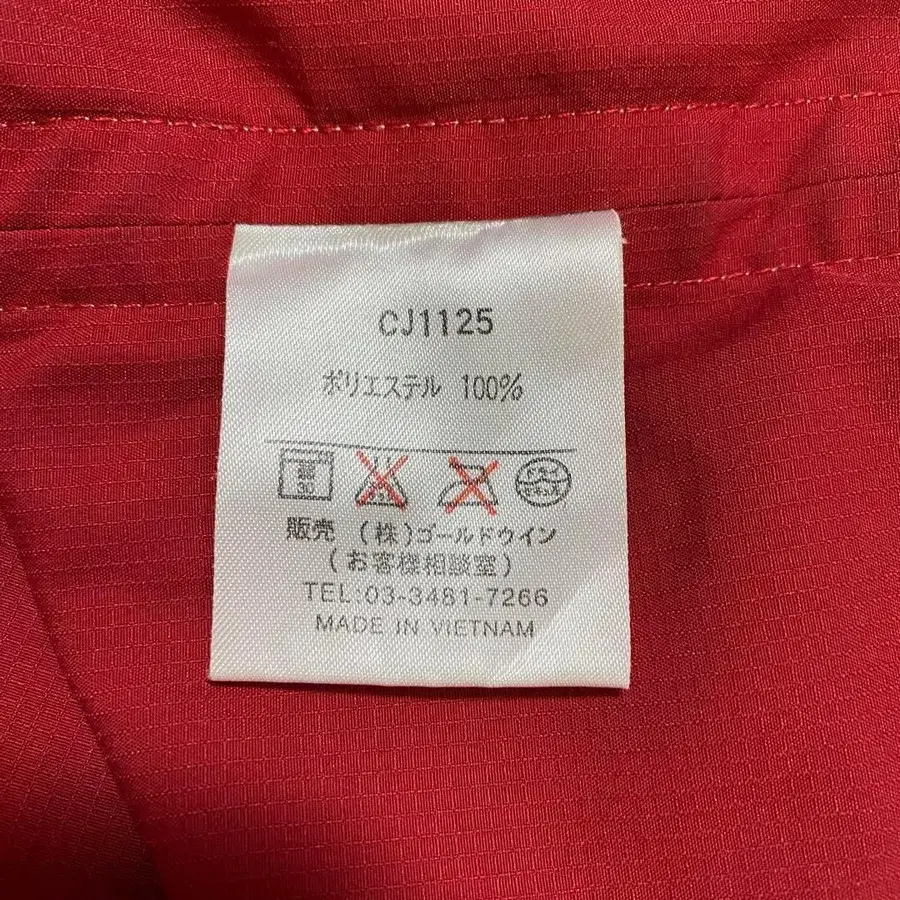 CJ1125
ポリエステル 100%
30
販売 (株)ゴールドウイン
(お客様相談室)
TEL:03-3481-7266
MADE IN VIETNAM